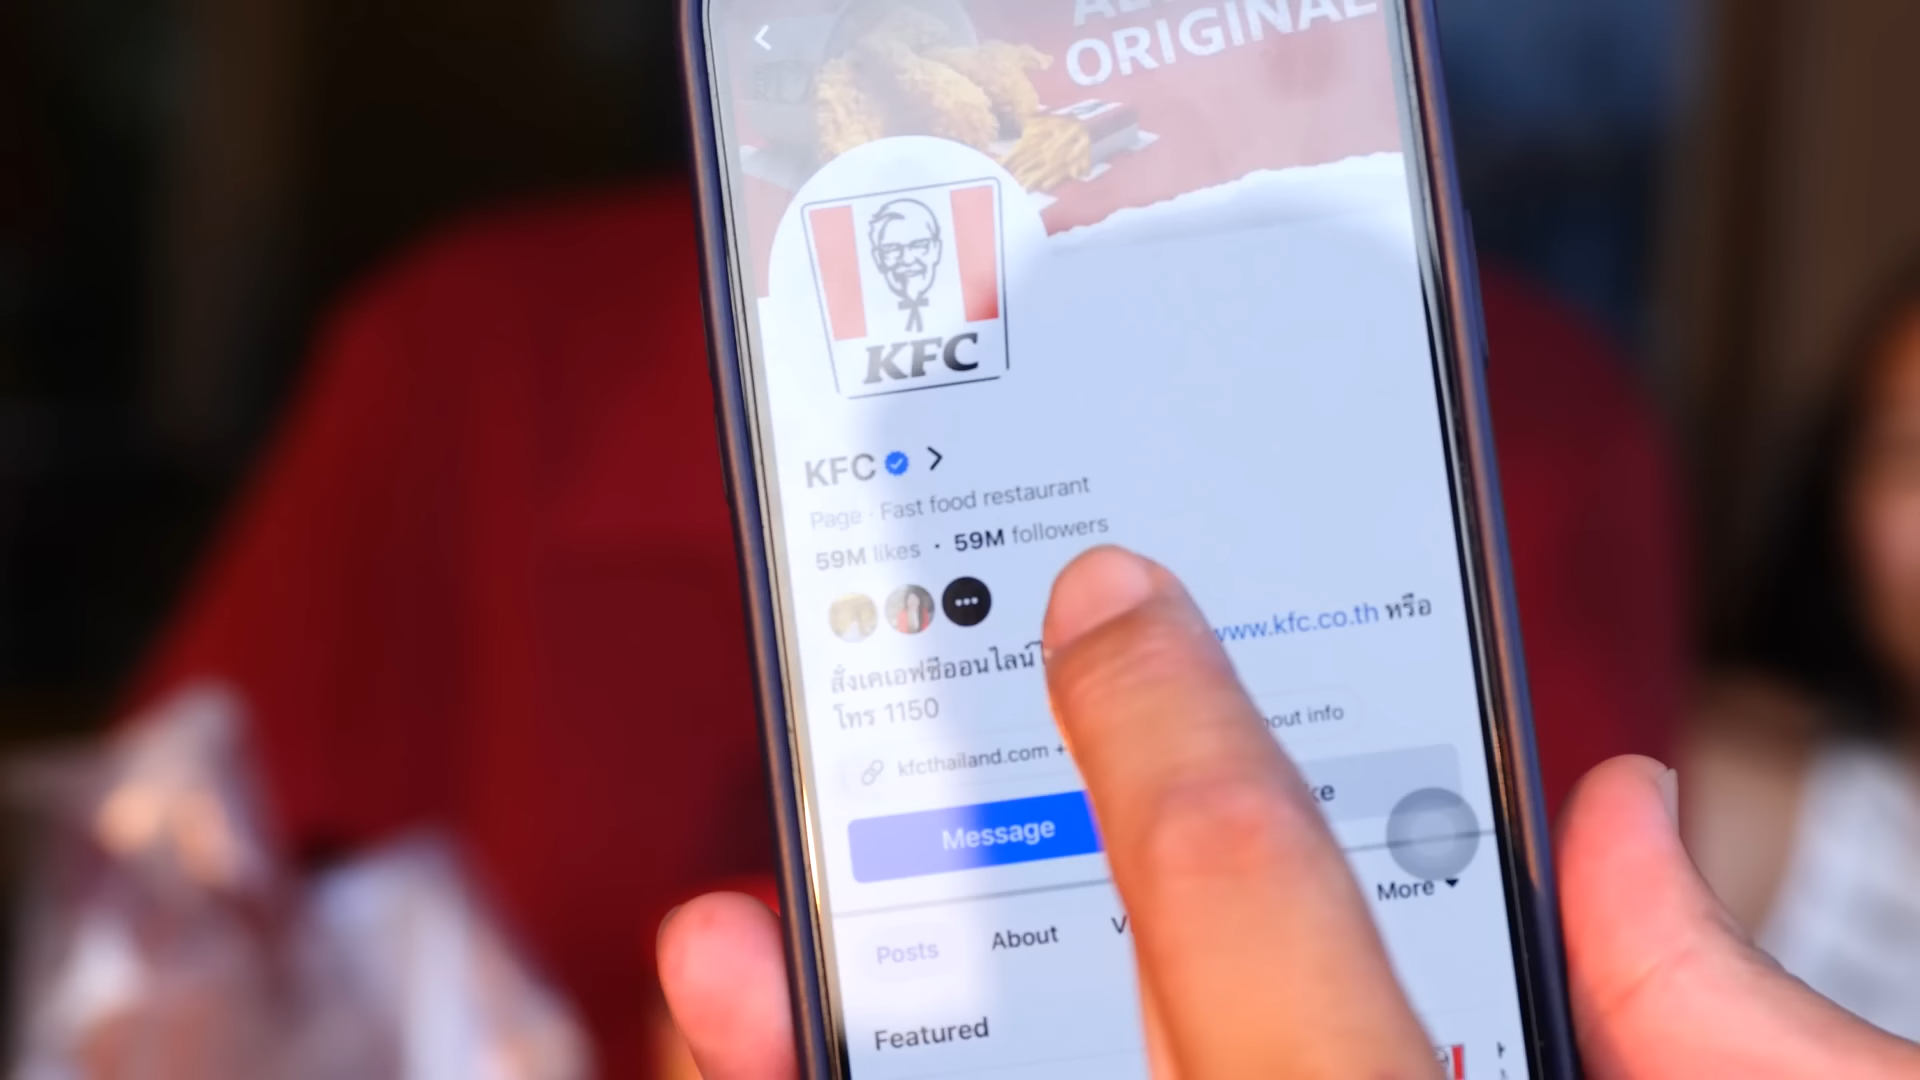 ORIGINAL
KFC
KFC
Page · Fast food restaurant
59M likes · 59M followers
สั่งเคเอฟซีออนไลน์ www.kfc.co.th หรือ
โทร 1150
kfcthailand.com + out info
Message
More
Posts About
Featured